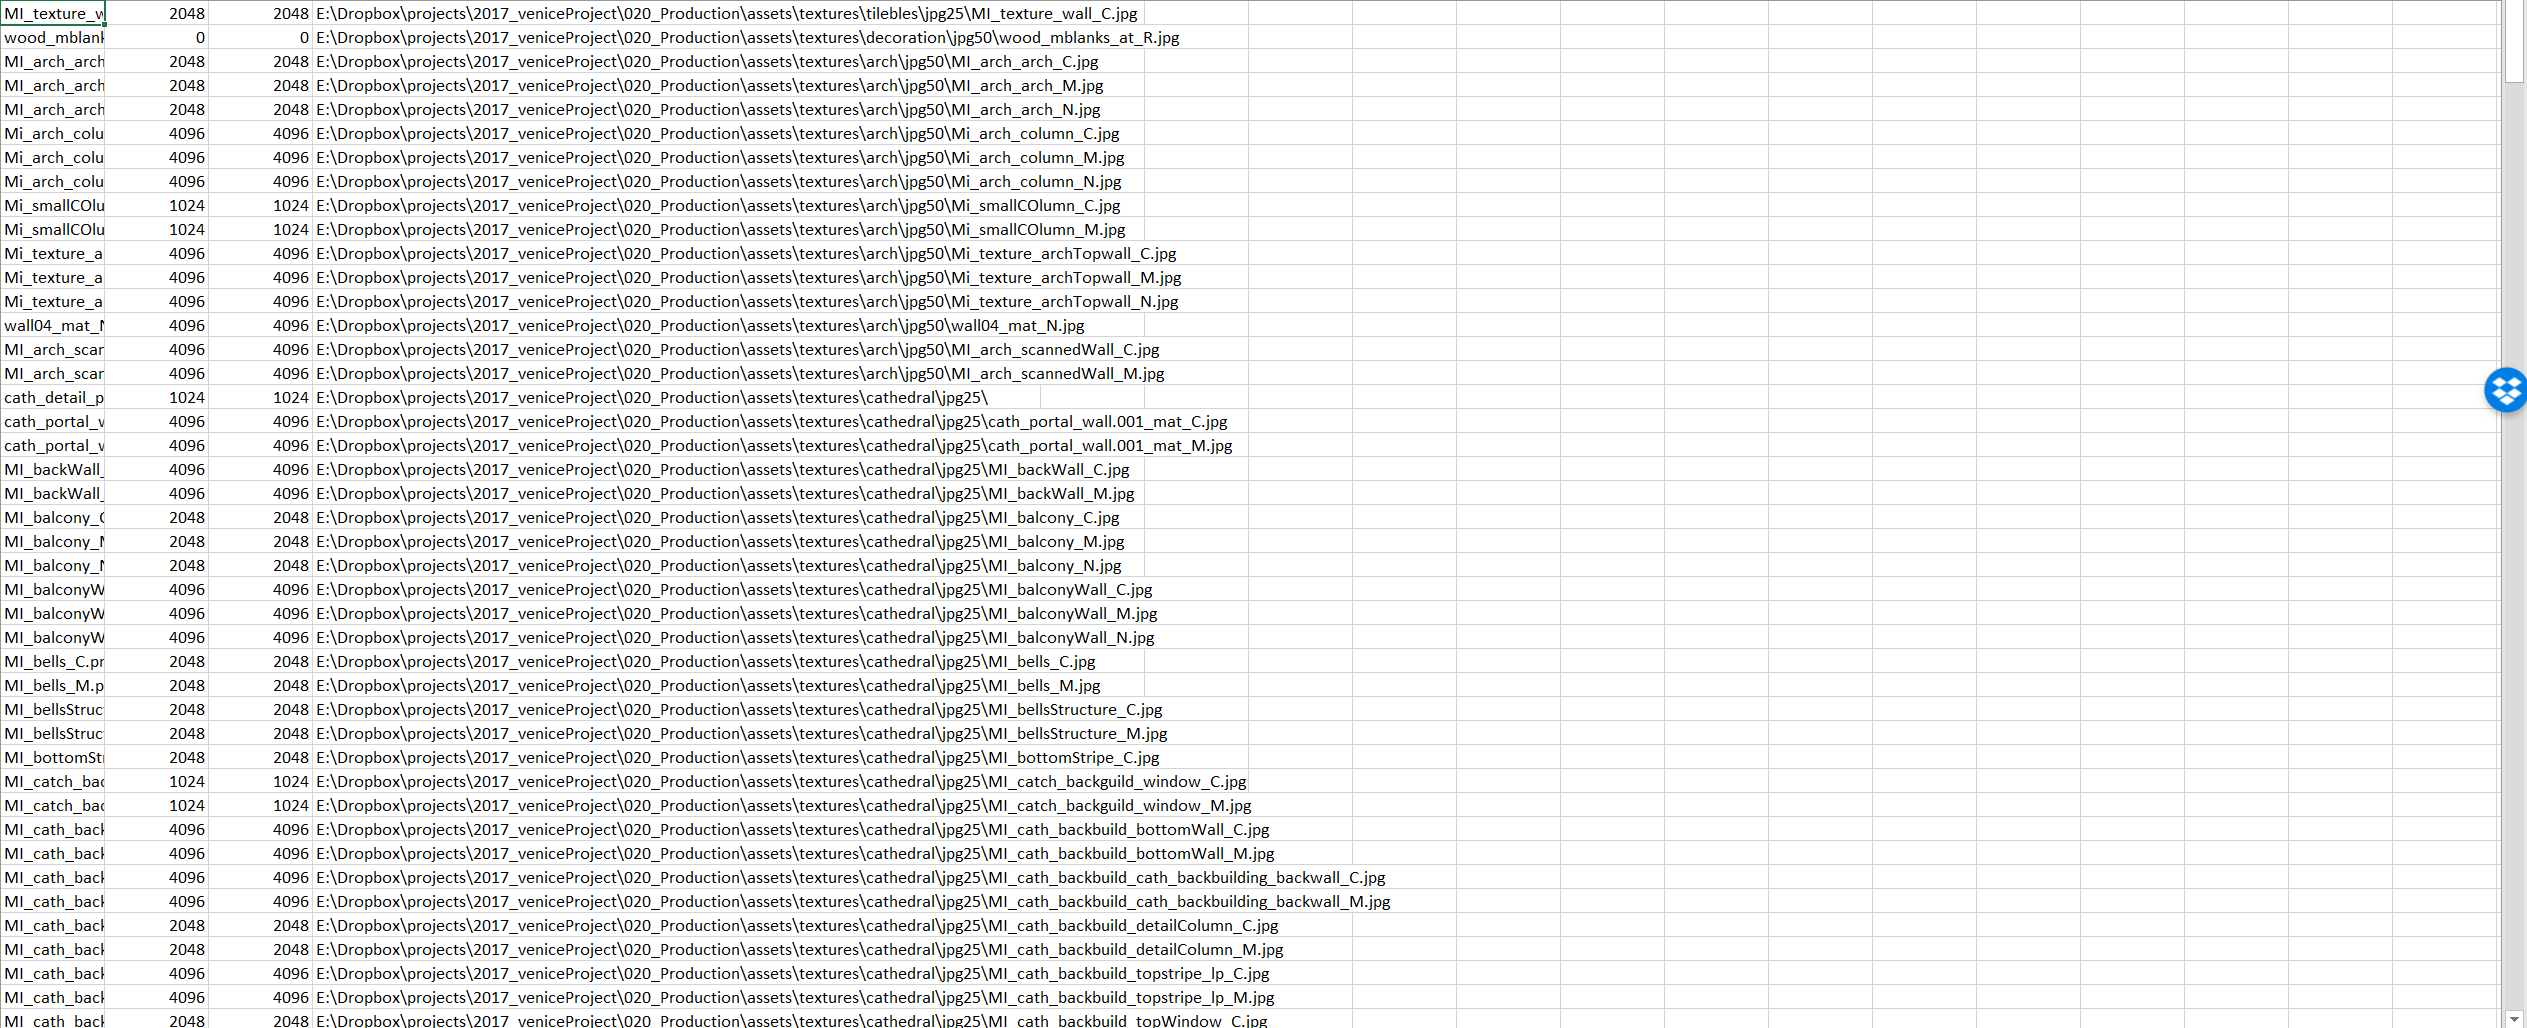 MI_texture_w 2048 2048 E:\Dropbox\projects\2017_veniceProject\020_Production\assets\textures\tilebles\jpg25\MI_texture_wall_C.jpg
wood_mblank 0 0 E:\Dropbox\projects\2017_veniceProject\020_Production\assets\textures\decoration\jpg50\wood_mblanks_at_R.jpg
MI_arch_arch 2048 2048 E:\Dropbox\projects\2017_veniceProject\020_Production\assets\textures\arch\jpg50\MI_arch_arch_C.jpg
MI_arch_arch 2048 2048 E:\Dropbox\projects\2017_veniceProject\020_Production\assets\textures\arch\jpg50\MI_arch_arch_M.jpg
MI_arch_arch 2048 2048 E:\Dropbox\projects\2017_veniceProject\020_Production\assets\textures\arch\jpg50\MI_arch_arch_N.jpg
Mi_arch_colu 4096 4096 E:\Dropbox\projects\2017_veniceProject\020_Production\assets\textures\arch\jpg50\Mi_arch_column_C.jpg
Mi_arch_colu 4096 4096 E:\Dropbox\projects\2017_veniceProject\020_Production\assets\textures\arch\jpg50\Mi_arch_column_M.jpg
Mi_arch_colu 4096 4096 E:\Dropbox\projects\2017_veniceProject\020_Production\assets\textures\arch\jpg50\Mi_arch_column_N.jpg
Mi_smallCOlu 1024 1024 E:\Dropbox\projects\2017_veniceProject\020_Production\assets\textures\arch\jpg50\Mi_smallCOlumn_C.jpg
Mi_smallCOlu 1024 1024 E:\Dropbox\projects\2017_veniceProject\020_Production\assets\textures\arch\jpg50\Mi_smallCOlumn_M.jpg
Mi_texture_a 4096 4096 E:\Dropbox\projects\2017_veniceProject\020_Production\assets\textures\arch\jpg50\Mi_texture_archTopwall_C.jpg
Mi_texture_a 4096 4096 E:\Dropbox\projects\2017_veniceProject\020_Production\assets\textures\arch\jpg50\Mi_texture_archTopwall_M.jpg
Mi_texture_a 4096 4096 E:\Dropbox\projects\2017_veniceProject\020_Production\assets\textures\arch\jpg50\Mi_texture_archTopwall_N.jpg
wall04_mat_N 4096 4096 E:\Dropbox\projects\2017_veniceProject\020_Production\assets\textures\arch\jpg50\wall04_mat_N.jpg
MI_arch_scan 4096 4096 E:\Dropbox\projects\2017_veniceProject\020_Production\assets\textures\arch\jpg50\MI_arch_scannedWall_C.jpg
MI_arch_scan 4096 4096 E:\Dropbox\projects\2017_veniceProject\020_Production\assets\textures\arch\jpg50\MI_arch_scannedWall_M.jpg
cath_detail_p 1024 1024 E:\Dropbox\projects\2017_veniceProject\020_Production\assets\textures\cathedral\jpg25\
cath_portal_w 4096 4096 E:\Dropbox\projects\2017_veniceProject\020_Production\assets\textures\cathedral\jpg25\cath_portal_wall.001_mat_C.jpg
cath_portal_w 4096 4096 E:\Dropbox\projects\2017_veniceProject\020_Production\assets\textures\cathedral\jpg25\cath_portal_wall.001_mat_M.jpg
MI_backWall_ 4096 4096 E:\Dropbox\projects\2017_veniceProject\020_Production\assets\textures\cathedral\jpg25\MI_backWall_C.jpg
MI_backWall_ 4096 4096 E:\Dropbox\projects\2017_veniceProject\020_Production\assets\textures\cathedral\jpg25\MI_backWall_M.jpg
MI_balcony_C 2048 2048 E:\Dropbox\projects\2017_veniceProject\020_Production\assets\textures\cathedral\jpg25\MI_balcony_C.jpg
MI_balcony_M 2048 2048 E:\Dropbox\projects\2017_veniceProject\020_Production\assets\textures\cathedral\jpg25\MI_balcony_M.jpg
MI_balcony_N 2048 2048 E:\Dropbox\projects\2017_veniceProject\020_Production\assets\textures\cathedral\jpg25\MI_balcony_N.jpg
MI_balconyW 4096 4096 E:\Dropbox\projects\2017_veniceProject\020_Production\assets\textures\cathedral\jpg25\MI_balconyWall_C.jpg
MI_balconyW 4096 4096 E:\Dropbox\projects\2017_veniceProject\020_Production\assets\textures\cathedral\jpg25\MI_balconyWall_M.jpg
MI_balconyW 4096 4096 E:\Dropbox\projects\2017_veniceProject\020_Production\assets\textures\cathedral\jpg25\MI_balconyWall_N.jpg
MI_bells_C.pn 2048 2048 E:\Dropbox\projects\2017_veniceProject\020_Production\assets\textures\cathedral\jpg25\MI_bells_C.jpg
MI_bells_M.p 2048 2048 E:\Dropbox\projects\2017_veniceProject\020_Production\assets\textures\cathedral\jpg25\MI_bells_M.jpg
MI_bellsStruc 2048 2048 E:\Dropbox\projects\2017_veniceProject\020_Production\assets\textures\cathedral\jpg25\MI_bellsStructure_C.jpg
MI_bellsStruc 2048 2048 E:\Dropbox\projects\2017_veniceProject\020_Production\assets\textures\cathedral\jpg25\MI_bellsStructure_M.jpg
MI_bottomStr 2048 2048 E:\Dropbox\projects\2017_veniceProject\020_Production\assets\textures\cathedral\jpg25\MI_bottomStripe_C.jpg
MI_catch_bac 1024 1024 E:\Dropbox\projects\2017_veniceProject\020_Production\assets\textures\cathedral\jpg25\MI_catch_backguild_window_C.jpg
MI_catch_bac 1024 1024 E:\Dropbox\projects\2017_veniceProject\020_Production\assets\textures\cathedral\jpg25\MI_catch_backguild_window_M.jpg
MI_cath_back 4096 4096 E:\Dropbox\projects\2017_veniceProject\020_Production\assets\textures\cathedral\jpg25\MI_cath_backbuild_bottomWall_C.jpg
MI_cath_back 4096 4096 E:\Dropbox\projects\2017_veniceProject\020_Production\assets\textures\cathedral\jpg25\MI_cath_backbuild_bottomWall_M.jpg
MI_cath_back 4096 4096 E:\Dropbox\projects\2017_veniceProject\020_Production\assets\textures\cathedral\jpg25\MI_cath_backbuild_cath_backbuilding_backwall_C.jpg
MI_cath_back 4096 4096 E:\Dropbox\projects\2017_veniceProject\020_Production\assets\textures\cathedral\jpg25\MI_cath_backbuild_cath_backbuilding_backwall_M.jpg
MI_cath_back 2048 2048 E:\Dropbox\projects\2017_veniceProject\020_Production\assets\textures\cathedral\jpg25\MI_cath_backbuild_detailColumn_C.jpg
MI_cath_back 2048 2048 E:\Dropbox\projects\2017_veniceProject\020_Production\assets\textures\cathedral\jpg25\MI_cath_backbuild_detailColumn_M.jpg
MI_cath_back 4096 4096 E:\Dropbox\projects\2017_veniceProject\020_Production\assets\textures\cathedral\jpg25\MI_cath_backbuild_topstripe_lp_C.jpg
MI_cath_back 4096 4096 E:\Dropbox\projects\2017_veniceProject\020_Production\assets\textures\cathedral\jpg25\MI_cath_backbuild_topstripe_lp_M.jpg
MI_cath_back 2048 2048 E:\Dropbox\projects\2017_veniceProject\020_Production\assets\textures\cathedral\jpg25\MI_cath_backbuild_topWindow_C.jpg